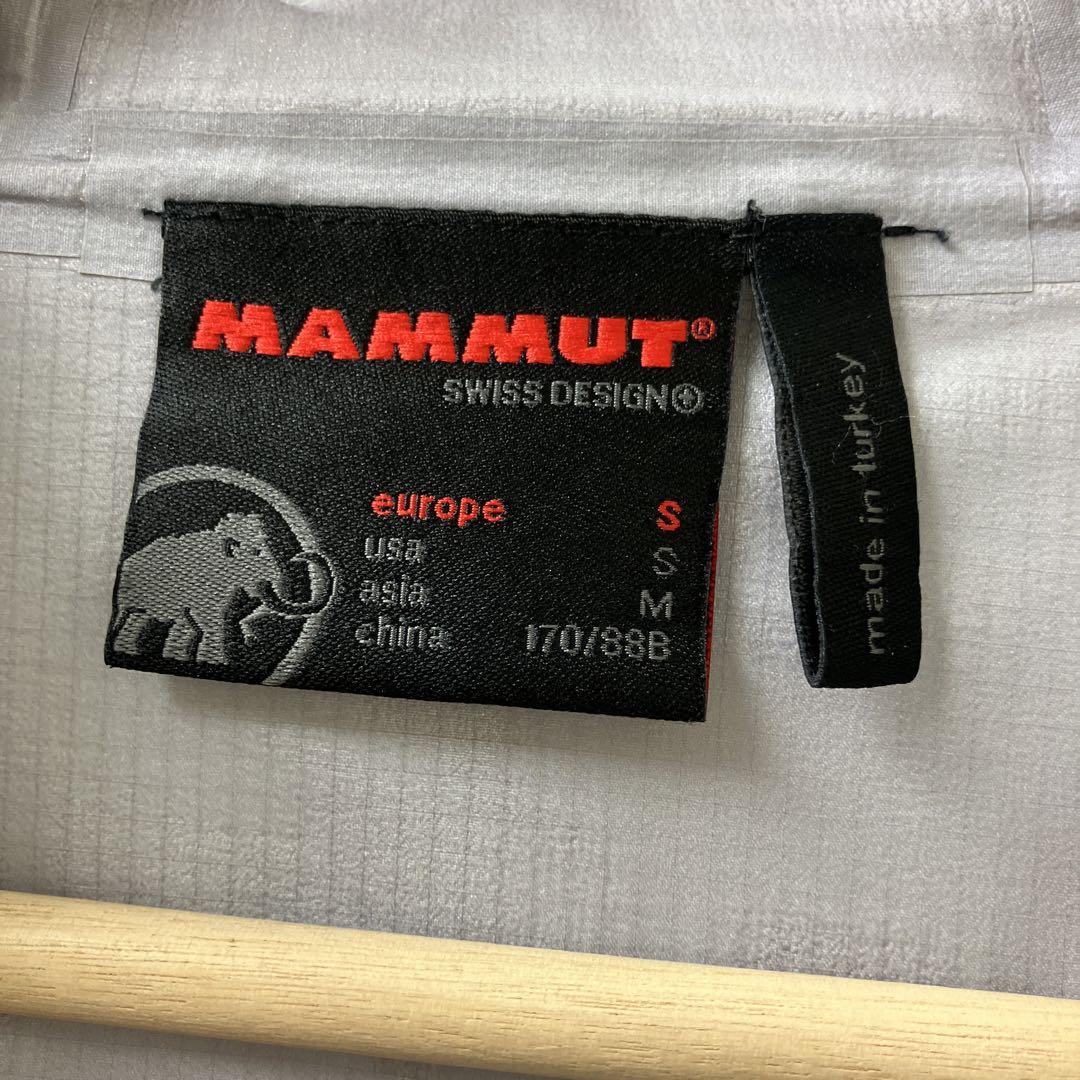 MAMMUT®
SWISS DESIGN
europe S
usa S
asia M
china 170/88B
made in turkey